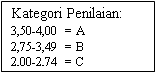 Kategori Penilaian:
3,50-4,00 = A
2,75-3,49 = B
2.00-2.74 = C